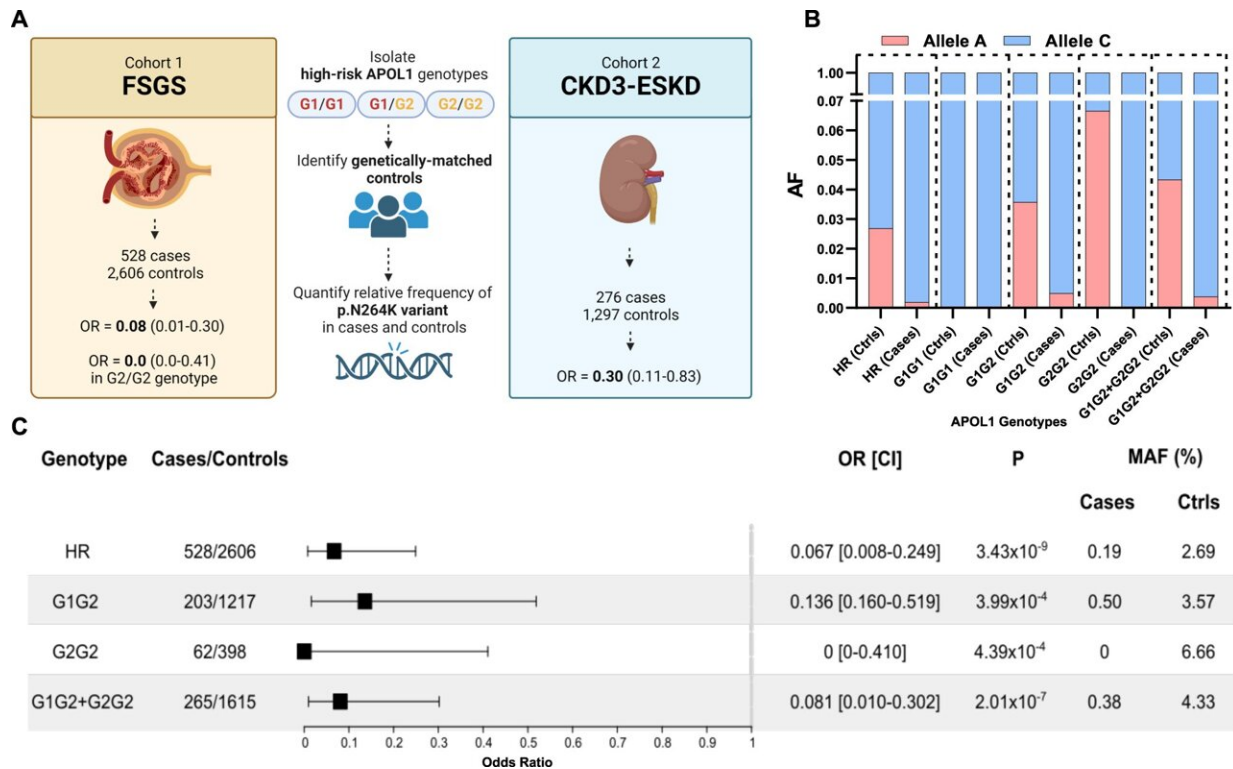 A
Cohort 1
FSGS
528 cases
2,606 controls
OR = 0.08 (0.01-0.30)
OR = 0.0 (0.0-0.41)
in G2/G2 genotype
Isolate
high-risk APOL1 genotypes
G1/G1 G1/G2 G2/G2
Identify genetically-matched
controls
Quantify relative frequency of
p.N264K variant
in cases and controls
Cohort 2
CKD3-ESKD
276 cases
1,297 controls
OR = 0.30 (0.11-0.83)
B
Allele A Allele C
AF
1.00
0.07
0.06
0.05
0.04
0.03
0.02
0.01
0.00
HR (Ctrls)
HR (Cases)
G1G1 (Ctrls)
G1G1 (Cases)
G1G2 (Ctrls)
G1G2 (Cases)
G2G2 (Ctrls)
G2G2 (Cases)
G1G2+G2G2 (Ctrls)
G1G2+G2G2 (Cases)
APOL1 Genotypes
C
Genotype Cases/Controls OR [CI] P MAF (%)
Cases Ctrls
HR 528/2606 0.067 [0.008-0.249] 3.43x10⁻⁹ 0.19 2.69
G1G2 203/1217 0.136 [0.160-0.519] 3.99x10⁻⁴ 0.50 3.57
G2G2 62/398 0 [0-0.410] 4.39x10⁻⁴ 0 6.66
G1G2+G2G2 265/1615 0.081 [0.010-0.302] 2.01x10⁻⁷ 0.38 4.33
0 0.1 0.2 0.3 0.4 0.5 0.6 0.7 0.8 0.9 1
Odds Ratio